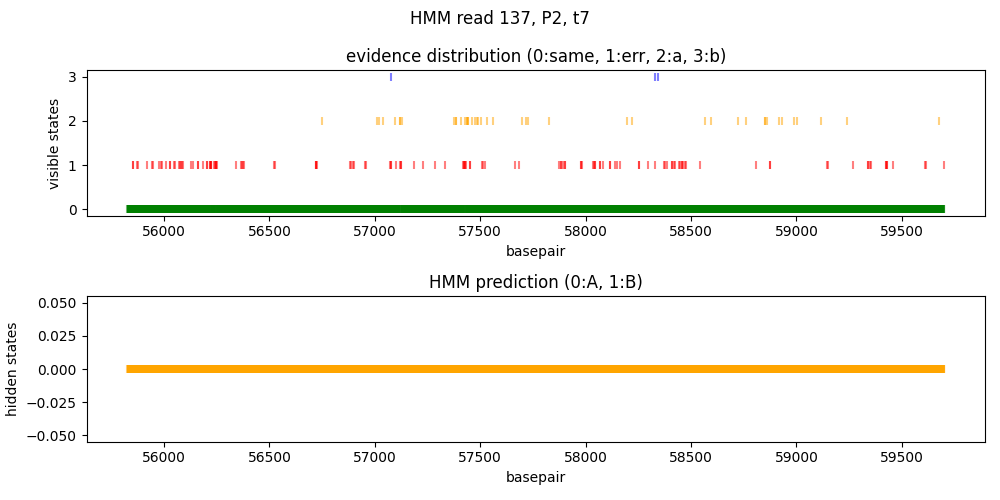 HMM read 137, P2, t7
evidence distribution (0:same, 1:err, 2:a, 3:b)
visible states
3
2
1
0
56000 56500 57000 57500 58000 58500 59000 59500
basepair
HMM prediction (0:A, 1:B)
hidden states
0.050
0.025
0.000
−0.025
−0.050
56000 56500 57000 57500 58000 58500 59000 59500
basepair